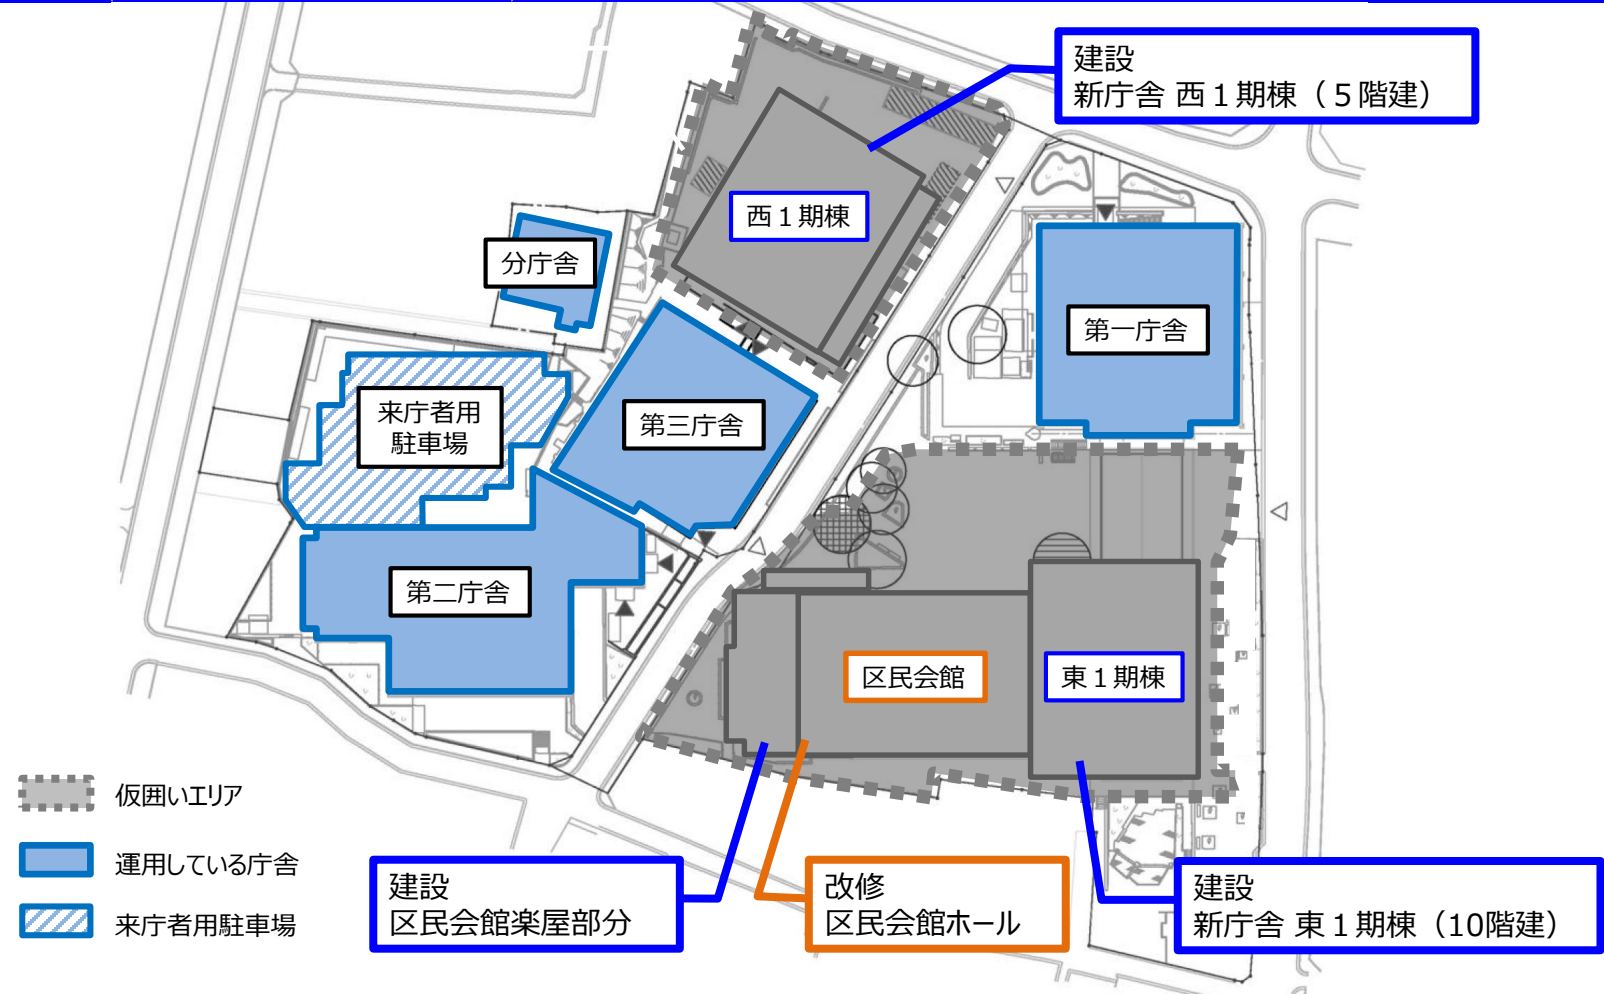 建設
新庁舎 西１期棟（５階建）
西１期棟
分庁舎
第一庁舎
来庁者用
駐車場
第三庁舎
第二庁舎
区民会館
東１期棟
仮囲いエリア
運用している庁舎
来庁者用駐車場
建設
区民会館楽屋部分
改修
区民会館ホール
建設
新庁舎 東１期棟（10階建）